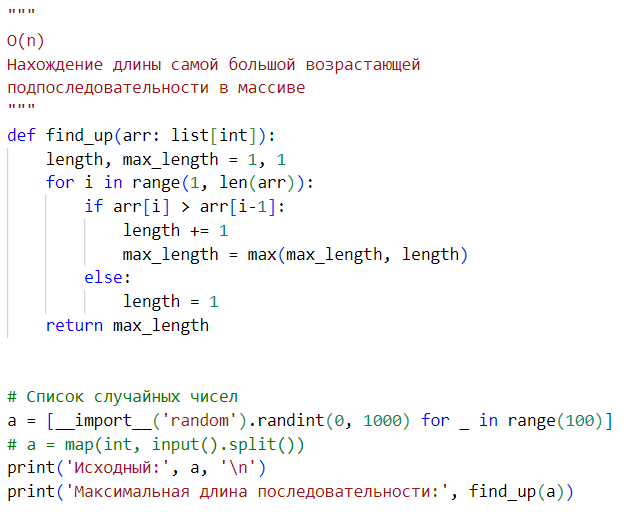 """
O(n)
Нахождение длины самой большой возрастающей
подпоследовательности в массиве
"""
def find_up(arr: list[int]):
    length, max_length = 1, 1
    for i in range(1, len(arr)):
        if arr[i] > arr[i-1]:
            length += 1
            max_length = max(max_length, length)
        else:
            length = 1
    return max_length
# Список случайных чисел
a = [__import__('random').randint(0, 1000) for _ in range(100)]
# a = map(int, input().split())
print('Исходный:', a, '\n')
print('Максимальная длина последовательности:', find_up(a))